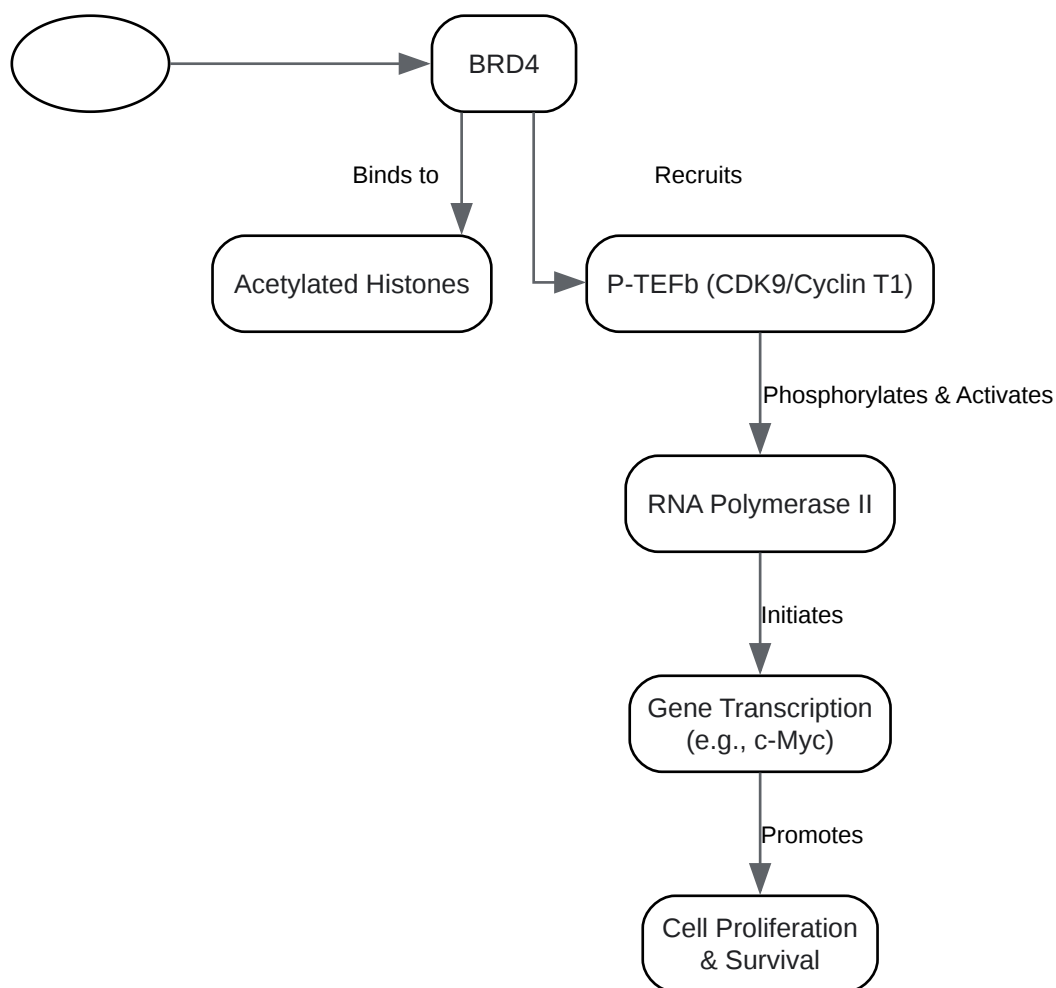 BRD4
Binds to
Recruits
Acetylated Histones
P-TEFb (CDK9/Cyclin T1)
Phosphorylates & Activates
RNA Polymerase II
Initiates
Gene Transcription
(e.g., c-Myc)
Promotes
Cell Proliferation
& Survival